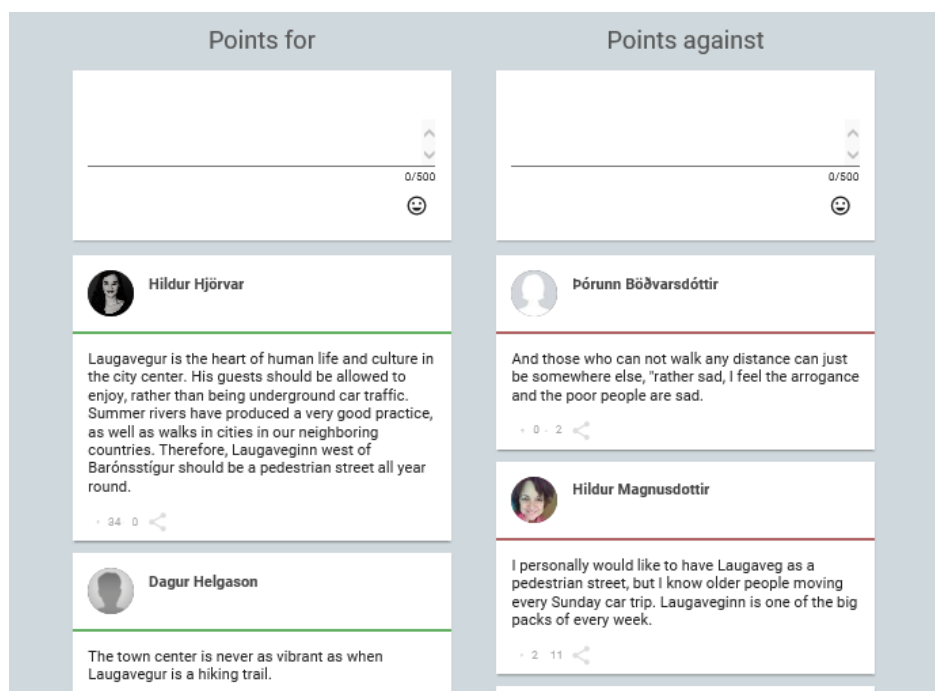 Points for
0/500
Hildur Hjörvar
Laugavegur is the heart of human life and culture in
the city center. His guests should be allowed to
enjoy, rather than being underground car traffic.
Summer rivers have produced a very good practice,
as well as walks in cities in our neighboring
countries. Therefore, Laugaveginn west of
Barónsstígur should be a pedestrian street all year
round.
34 0
Dagur Helgason
The town center is never as vibrant as when
Laugavegur is a hiking trail.
Points against
0/500
Þórunn Böðvarsdóttir
And those who can not walk any distance can just
be somewhere else, "rather sad, I feel the arrogance
and the poor people are sad.
0 2
Hildur Magnusdottir
I personally would like to have Laugaveg as a
pedestrian street, but I know older people moving
every Sunday car trip. Laugaveginn is one of the big
packs of every week.
2 11